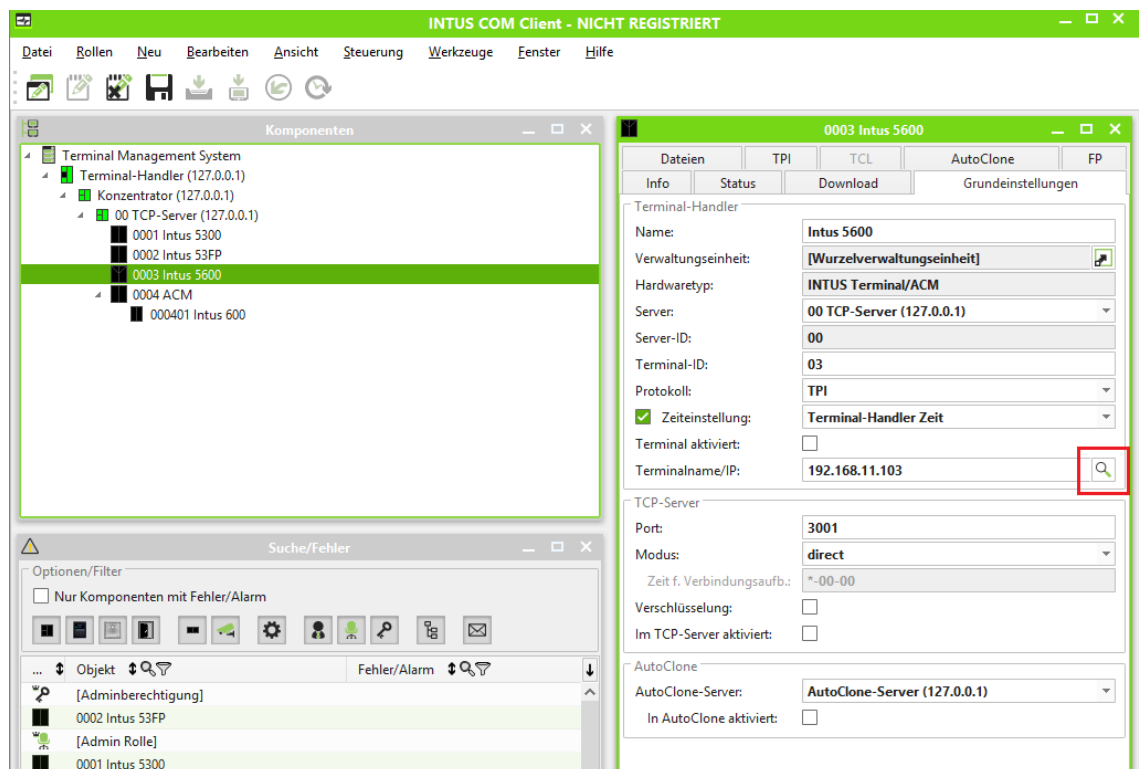 INTUS COM Client - NICHT REGISTRIERT
Datei Rollen Neu Bearbeiten Ansicht Steuerung Werkzeuge Fenster Hilfe
Komponenten
Terminal Management System
Terminal-Handler (127.0.0.1)
Konzentrator (127.0.0.1)
00 TCP-Server (127.0.0.1)
0001 Intus 5300
0002 Intus 53FP
0003 Intus 5600
0004 ACM
000401 Intus 600
Suche/Fehler
Optionen/Filter
Nur Komponenten mit Fehler/Alarm
... Objekt Fehler/Alarm
[Adminberechtigung]
0002 Intus 53FP
[Admin Rolle]
0001 Intus 5300
0003 Intus 5600
Dateien TPI TCL AutoClone FP
Info Status Download Grundeinstellungen
Terminal-Handler
Name: Intus 5600
Verwaltungseinheit: [Wurzelverwaltungseinheit]
Hardwaretyp: INTUS Terminal/ACM
Server: 00 TCP-Server (127.0.0.1)
Server-ID: 00
Terminal-ID: 03
Protokoll: TPI
Zeiteinstellung: Terminal-Handler Zeit
Terminal aktiviert:
Terminalname/IP: 192.168.11.103
TCP-Server
Port: 3001
Modus: direct
Zeit f. Verbindungsaufb.: *-00-00
Verschlüsselung:
Im TCP-Server aktiviert:
AutoClone
AutoClone-Server: AutoClone-Server (127.0.0.1)
In AutoClone aktiviert: